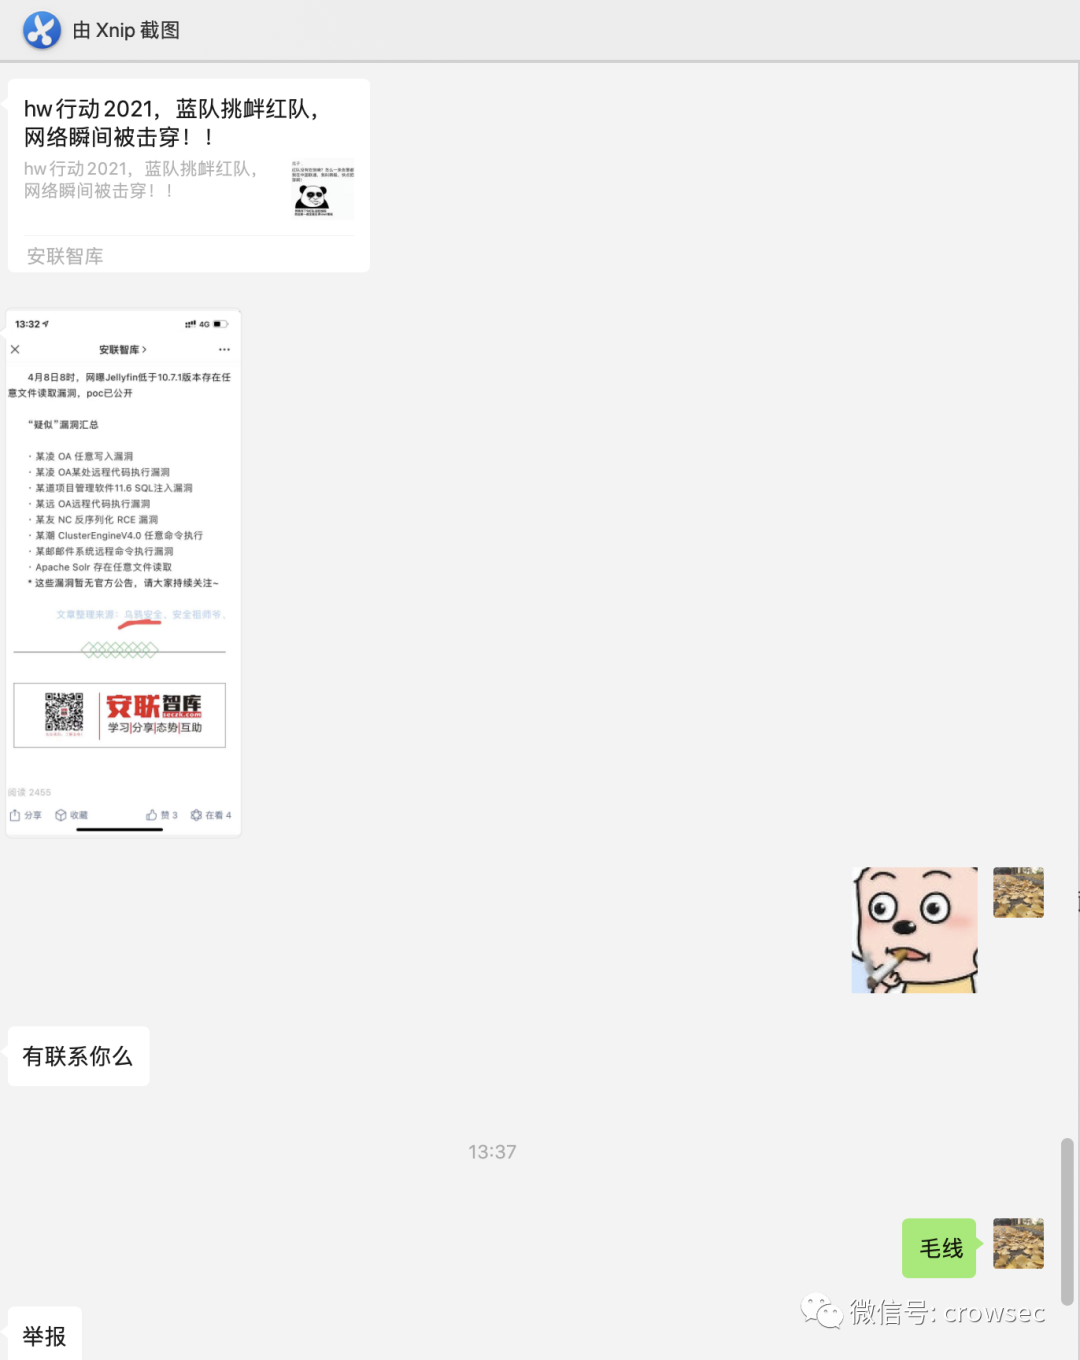 由 Xnip 截图
hw行动2021，蓝队挑衅红队，
网络瞬间被击穿！！
hw行动2021，蓝队挑衅红队，
网络瞬间被击穿！！
安联智库
13:32
4G
安联智库
4月8日8时，网曝Jellyfin低于10.7.1版本存在任
意文件读取漏洞，poc已公开
“疑似”漏洞汇总
· 某凌 OA 任意写入漏洞
· 某凌 OA某处远程代码执行漏洞
· 某道项目管理软件11.6 SQL注入漏洞
· 某远 OA远程代码执行漏洞
· 某友 NC 反序列化 RCE 漏洞
· 某潮 ClusterEngineV4.0 任意命令执行
· 某邮邮件系统远程命令执行漏洞
· Apache Solr 存在任意文件读取
* 这些漏洞暂无官方公告，请大家持续关注~
文章整理来源：乌鸦安全、安全祖师爷、
安联智库
学习|分享|态势|互助
阅读 2455
分享
收藏
赞 3
在看 4
有联系你么
13:37
毛线
微信号: crowsec
举报